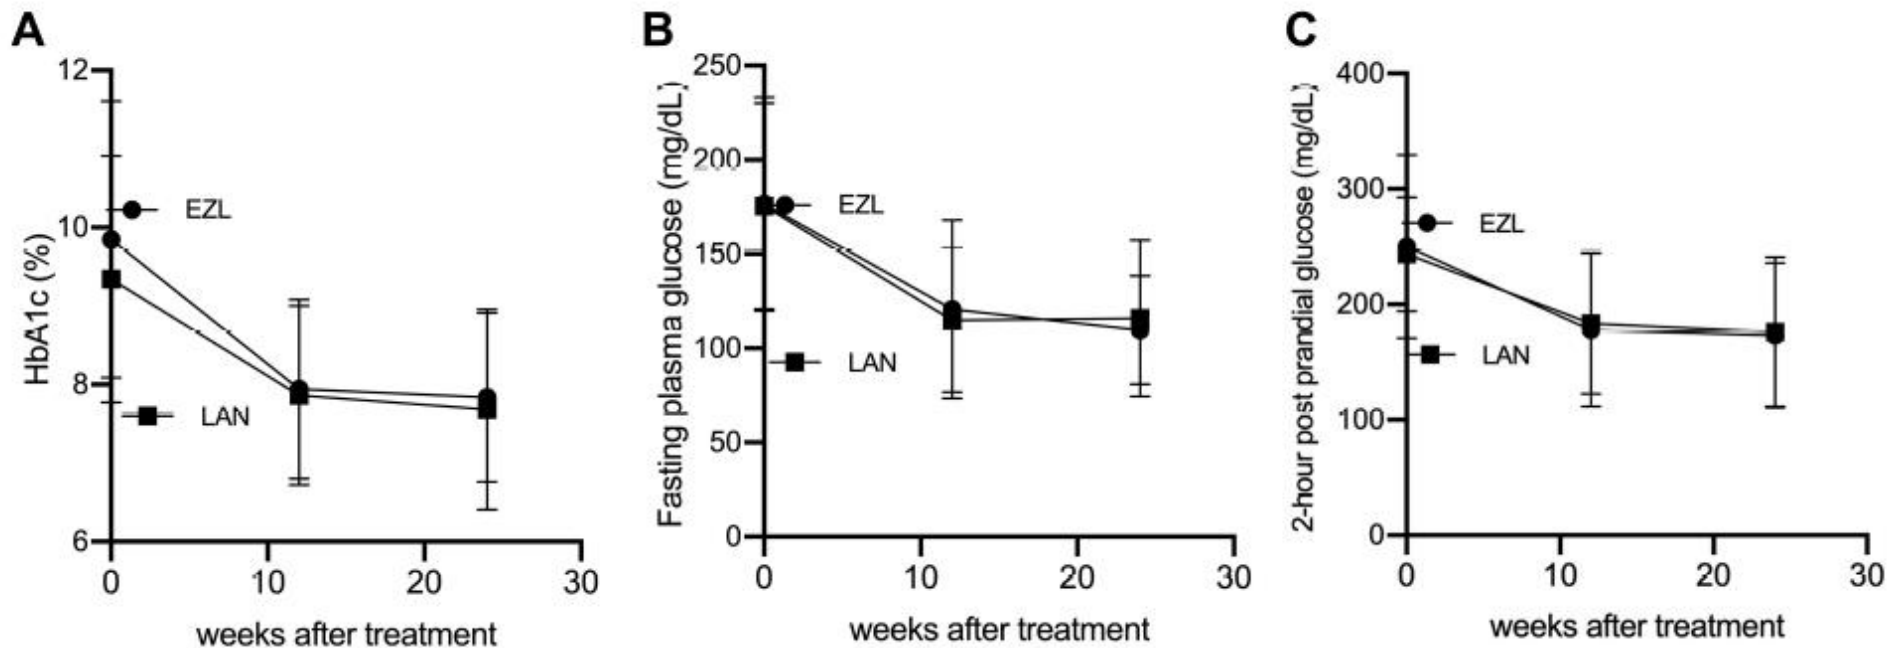 A
HbA1c (%)
12
10
8
6
EZL
LAN
0 10 20 30
weeks after treatment
B
Fasting plasma glucose (mg/dL)
250
200
150
100
50
0
EZL
LAN
0 10 20 30
weeks after treatment
C
2-hour post prandial glucose (mg/dL)
400
300
200
100
0
EZL
LAN
0 10 20 30
weeks after treatment